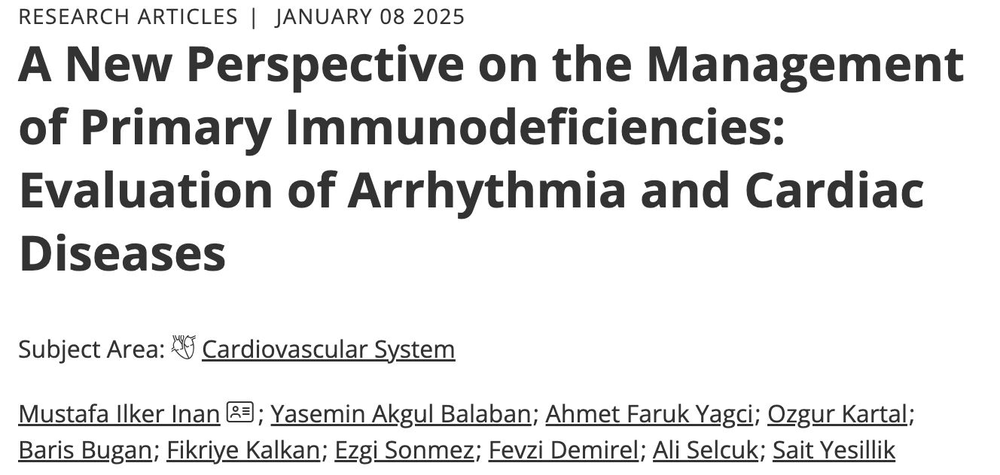 RESEARCH ARTICLES | JANUARY 08 2025
A New Perspective on the Management
of Primary Immunodeficiencies:
Evaluation of Arrhythmia and Cardiac
Diseases
Subject Area: Cardiovascular System
Mustafa Ilker Inan ; Yasemin Akgul Balaban; Ahmet Faruk Yagci; Ozgur Kartal;
Baris Bugan; Fikriye Kalkan; Ezgi Sonmez; Fevzi Demirel; Ali Selcuk; Sait Yesillik